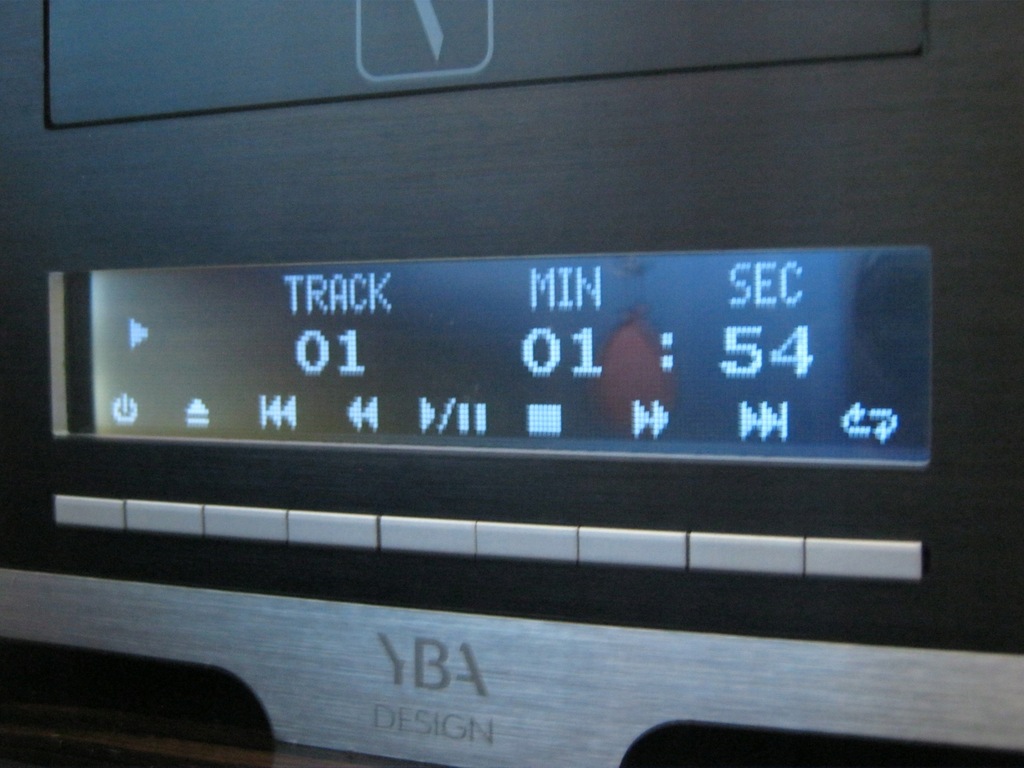 TRACK MIN SEC
01 01 : 54
YBA
DESIGN